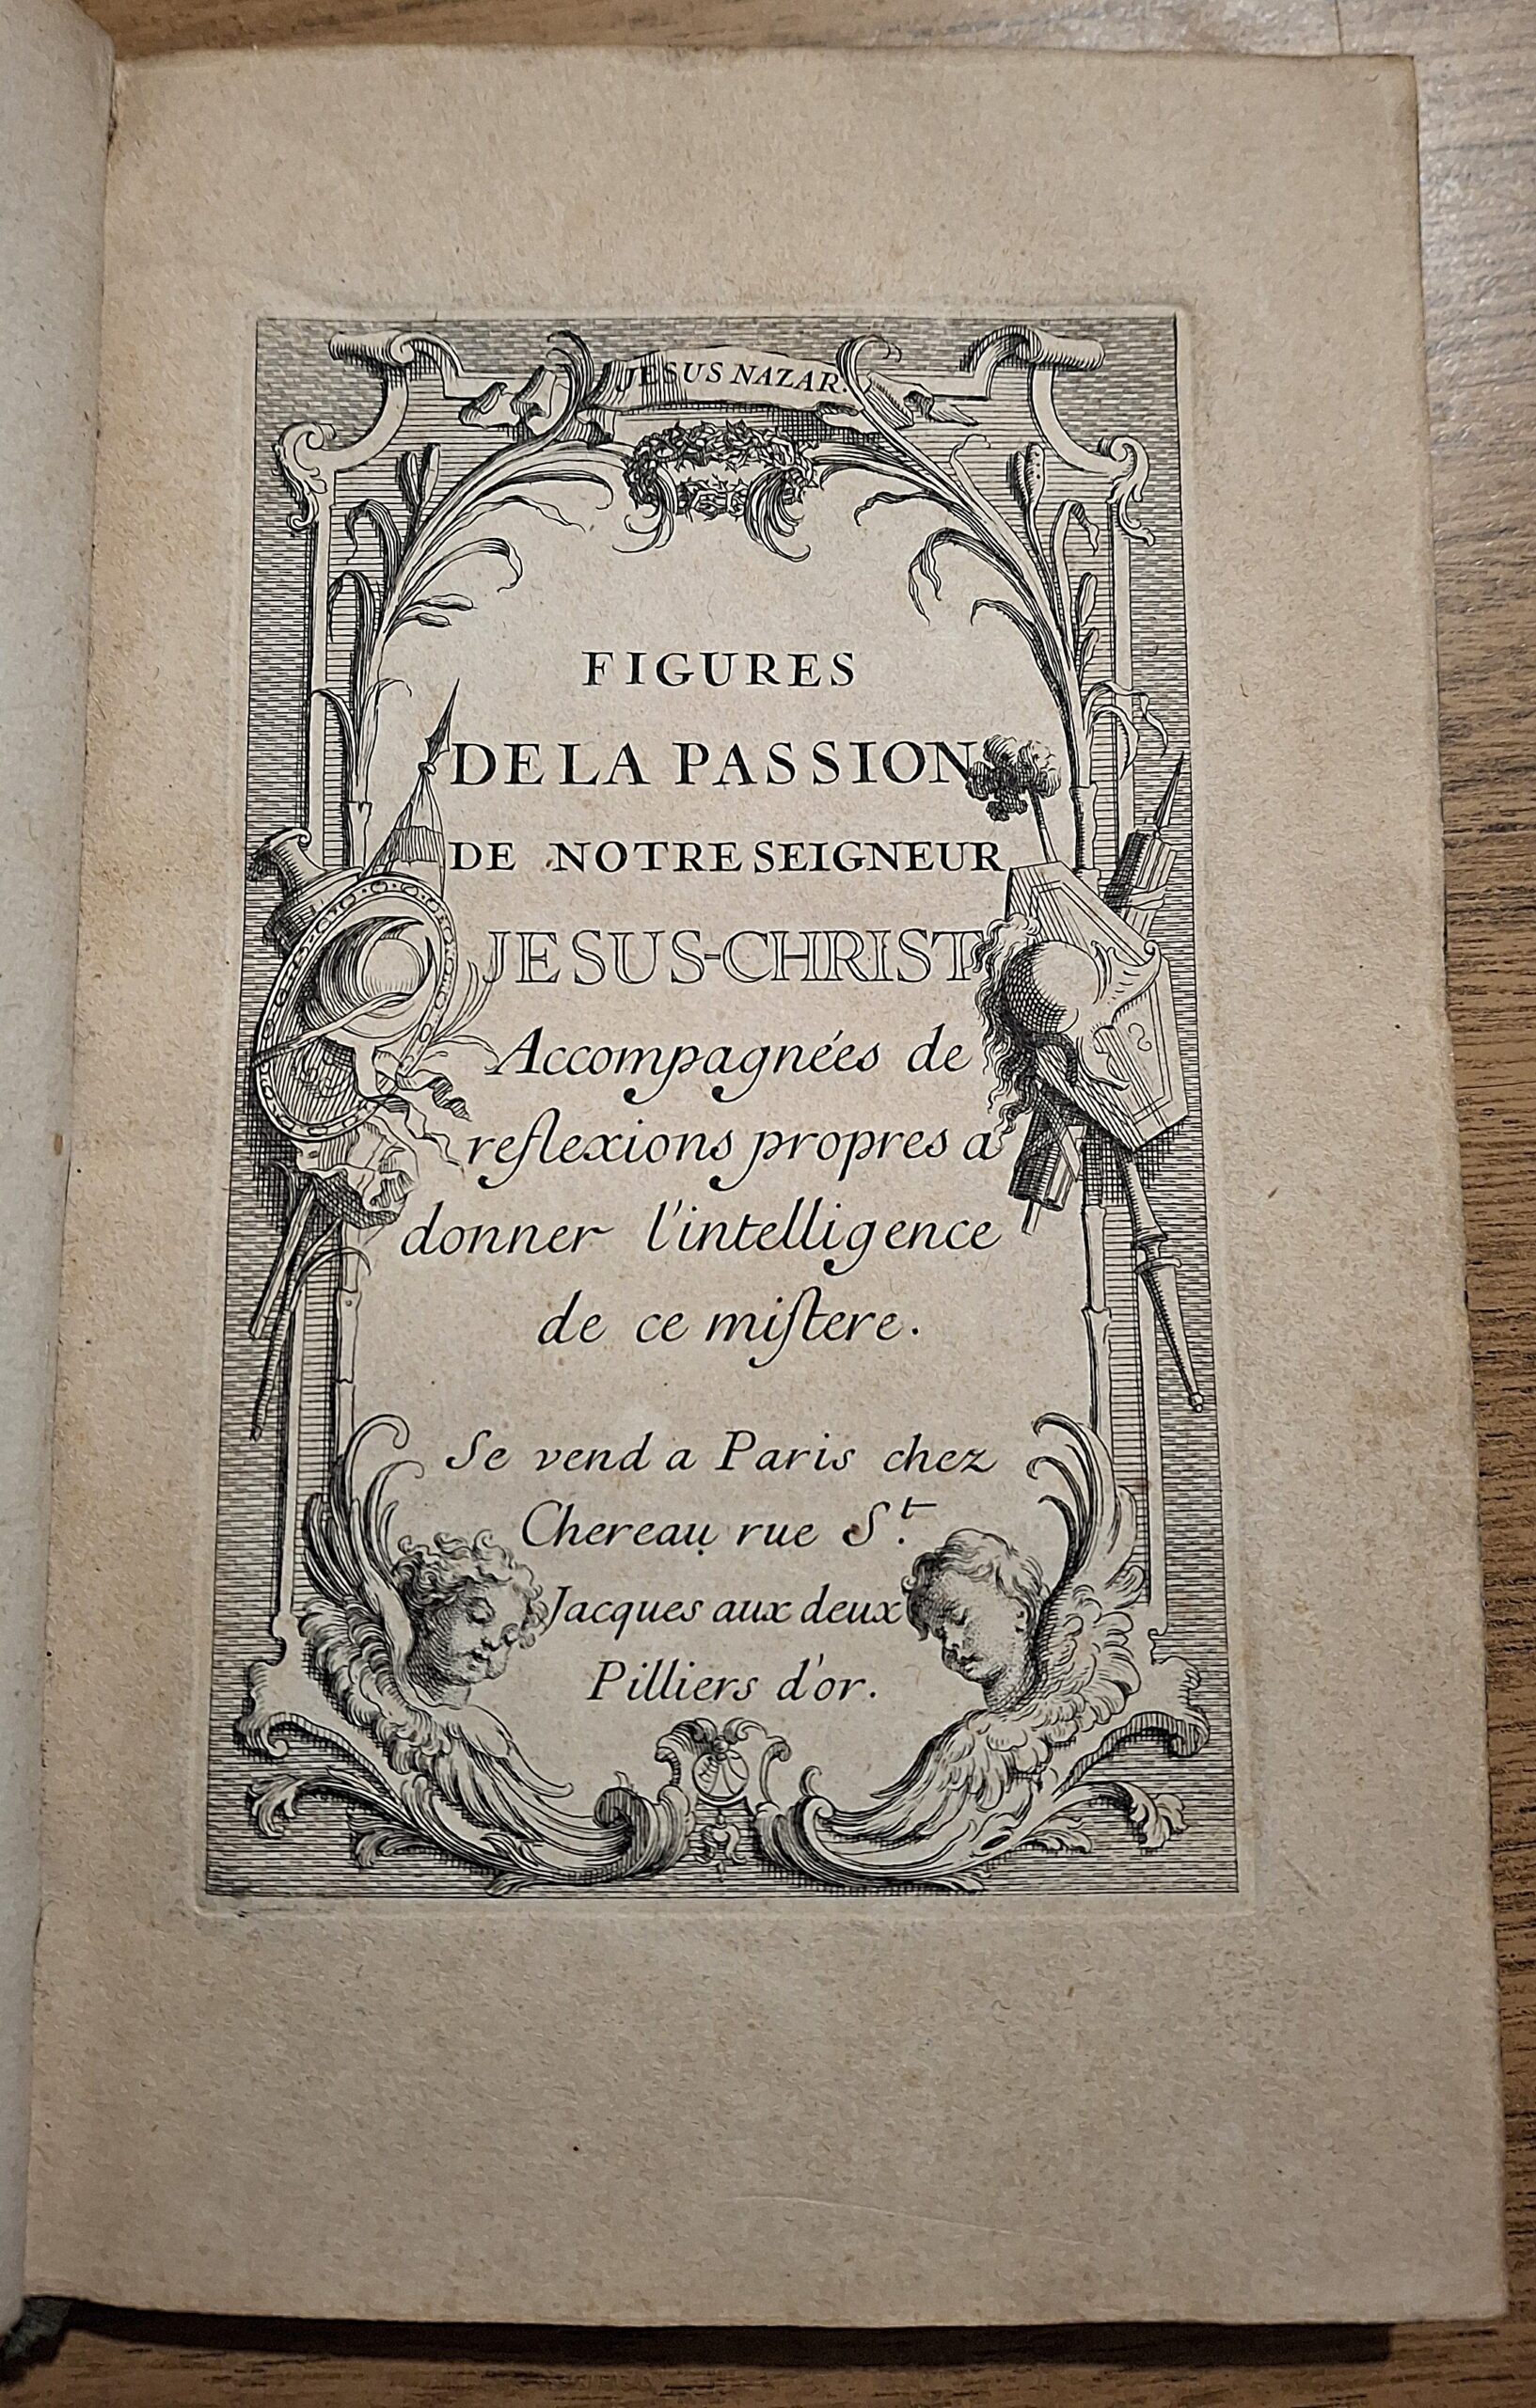 JESUS NAZAR.
FIGURES
DE LA PASSION
DE NOTRE SEIGNEUR
JESUS-CHRIST
Accompagnées de
reflexions propres a
donner l'intelligence
de ce miſtere.
Se vend a Paris chez
Chereau rue St.
Jacques aux deux
Pilliers d'or.